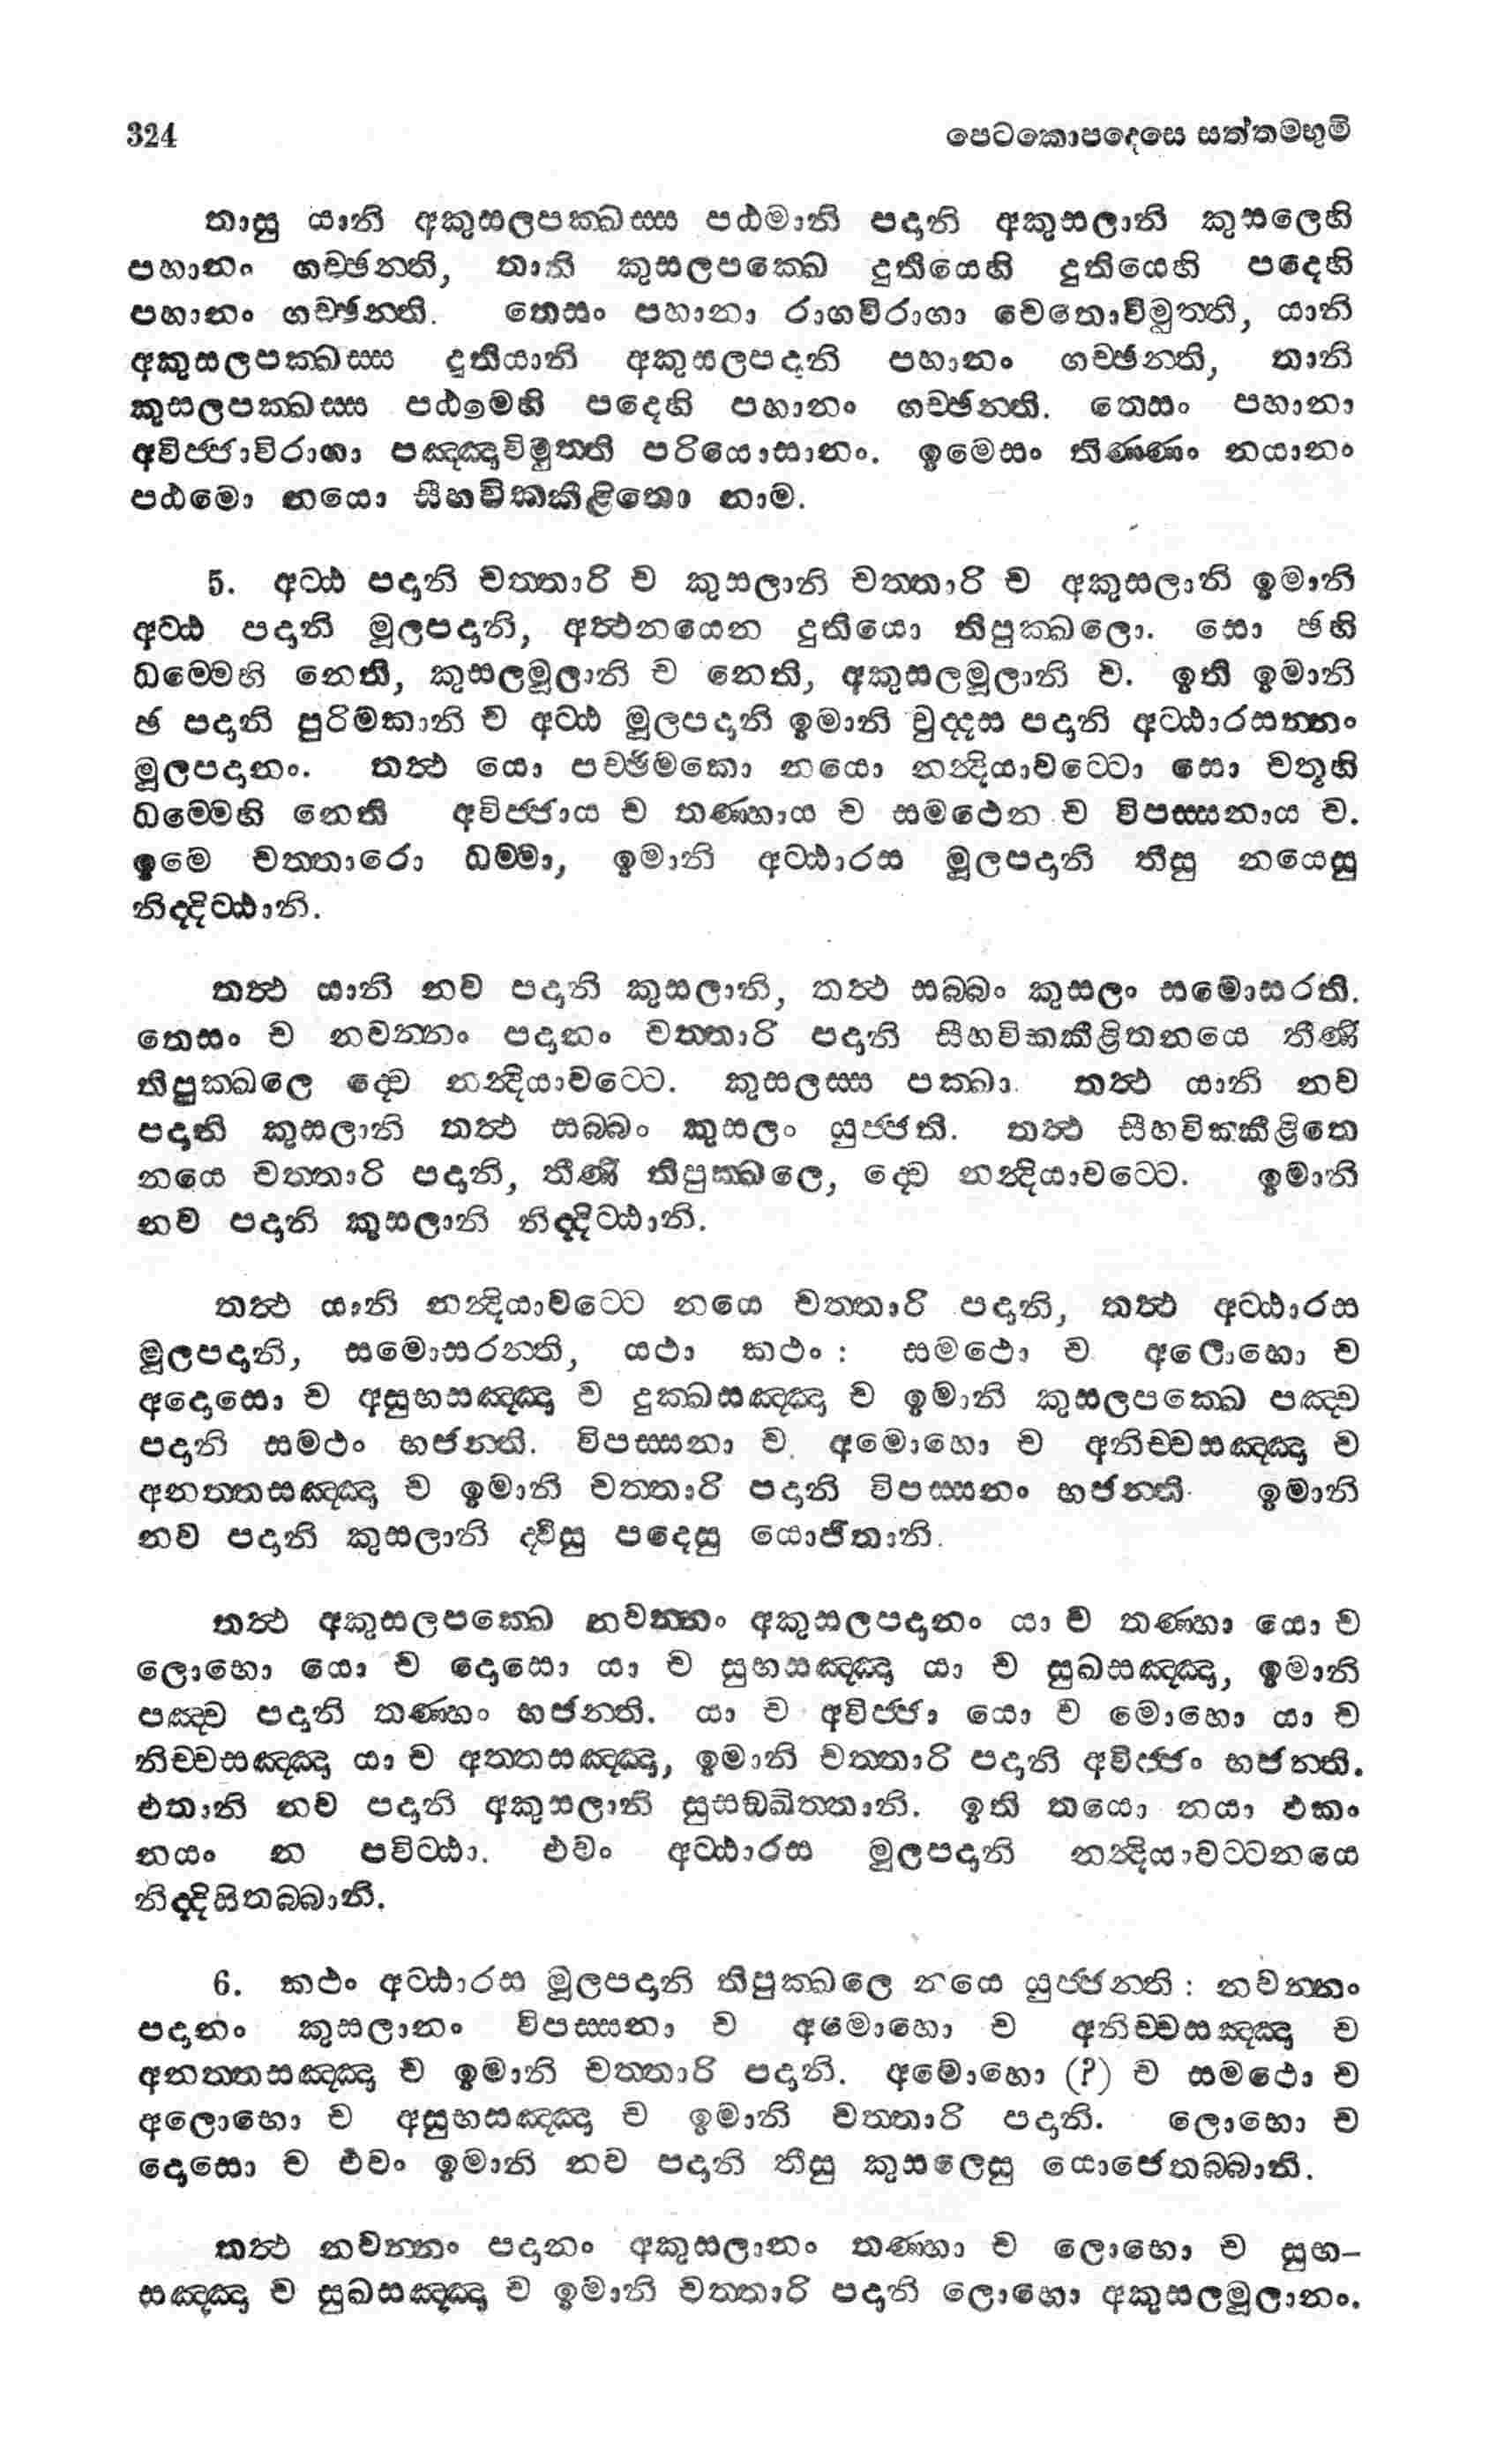 324 පෙටකොපදෙසෙ සත්තමභුමි
තාසු යානි අකුසලපක්ඛස්ස පඨමානි පදානි අකුසලානි කුසලෙහි
පහානං ගච්ඡන්ති, තානි කුසලපක්ඛෙ දුතියෙහි දුතියෙහි පදෙහි
පහානං ගච්ඡන්ති. තෙසං පහානා රාගවිරාගා චෙතොවිමුත්ති, යානි
අකුසලපක්ඛස්ස දුතියානි අකුසලපදානි පහානං ගච්ඡන්ති, තානි
කුසලපක්ඛස්ස පඨමෙහි පදෙහි පහානං ගච්ඡන්ති. තෙසං පහානා
අවිජ්ජාවිරාගා පඤ්ඤාවිමුත්ති පරියොසානං. ඉමෙසං තිණ්ණං නයානං
පඨමො නයො සීහවික්කීළිතො නාම.
5. අට්ඨ පදානි චත්තාරි ච කුසලානි චත්තාරි ච අකුසලානි ඉමානි
අට්ඨ පදානි මූලපදානි, අත්ථනයෙන දුතියො තිපුක්ඛලො. සො ඡහි
ධම්මෙහි නෙති, කුසලමූලානි ච නෙති, අකුසලමූලානි ච. ඉති ඉමානි
ඡ පදානි පුරිමකානි ච අට්ඨ මූලපදානි ඉමානි චුද්දස පදානි අට්ඨාරසන්නං
මූලපදානං. තත්ථ යො පච්ඡිමකො නයො නන්දියාවට්ටො සො චතූහි
ධම්මෙහි නෙති අවිජ්ජාය ච තණ්හාය ච සමථෙන ච විපස්සනාය ච.
ඉමෙ චත්තාරො ධම්මා, ඉමානි අට්ඨාරස මූලපදානි තීසු නයෙසු
නිද්දිට්ඨානි.
තත්ථ යානි නව පදානි කුසලානි, තත්ථ සබ්බං කුසලං සමොසරති.
තෙසං ච නවන්නං පදානං චත්තාරි පදානි සීහවික්කීළිතනයෙ තීණි
තිපුක්ඛලෙ ද්වෙ නන්දියාවට්ටෙ. කුසලස්ස පක්ඛා. තත්ථ යානි නව
පදානි කුසලානි තත්ථ සබ්බං කුසලං යුජ්ජති. තත්ථ සීහවික්කීළිතෙ
නයෙ චත්තාරි පදානි, තීණි තිපුක්ඛලෙ, ද්වෙ නන්දියාවට්ටෙ. ඉමානි
නව පදානි කුසලානි නිද්දිට්ඨානි.
තත්ථ යානි නන්දියාවට්ටෙ නයෙ චත්තාරි පදානි, තත්ථ අට්ඨාරස
මූලපදානි, සමොසරන්ති, යථා කථං: සමථො ච අලොභො ච
අදොසො ච අසුභසඤ්ඤා ච දුක්ඛසඤ්ඤා ච ඉමානි කුසලපක්ඛෙ පඤ්ච
පදානි සමථං භජන්ති. විපස්සනා ච අමොහො ච අනිච්චසඤ්ඤා ච
අනත්තසඤ්ඤා ච ඉමානි චත්තාරි පදානි විපස්සනං භජන්ති. ඉමානි
නව පදානි කුසලානි ද්වීසු පදෙසු යොජිතානි.
තත්ථ අකුසලපක්ඛෙ නවන්නං අකුසලපදානං යා ච තණ්හා යො ච
ලොභො යො ච දොසො යා ච සුභසඤ්ඤා යා ච සුඛසඤ්ඤා, ඉමානි
පඤ්ච පදානි තණ්හං භජන්ති. යා ච අවිජ්ජා යො ච මොහො යා ච
නිච්චසඤ්ඤා යා ච අත්තසඤ්ඤා, ඉමානි චත්තාරි පදානි අවිජ්ජං භජන්ති.
එතානි නව පදානි අකුසලානි සුසඞ්ඛිත්තානි. ඉති තයො නයා එකං
නයං න පවිට්ඨා. එවං අට්ඨාරස මූලපදානි නන්දියාවට්ටනයෙ
නිද්දිසිතබ්බානි.
6. කථං අට්ඨාරස මූලපදානි තිපුක්ඛලෙ නයෙ යුජ්ජන්ති: නවන්නං
පදානං කුසලානං විපස්සනා ච අමොහො ච අනිච්චසඤ්ඤා ච
අනත්තසඤ්ඤා ච ඉමානි චත්තාරි පදානි. අමොහො (?) ච සමථො ච
අලොභො ච අසුභසඤ්ඤා ච ඉමානි චත්තාරි පදානි. ලොභො ච
දොසො ච එවං ඉමානි නව පදානි තීසු කුසලෙසු යොජෙතබ්බානි.
තත්ථ නවන්නං පදානං අකුසලානං තණ්හා ච ලොභො ච සුභ-
සඤ්ඤා ච සුඛසඤ්ඤා ච ඉමානි චත්තාරි පදානි ලොහො අකුසලමූලානං.